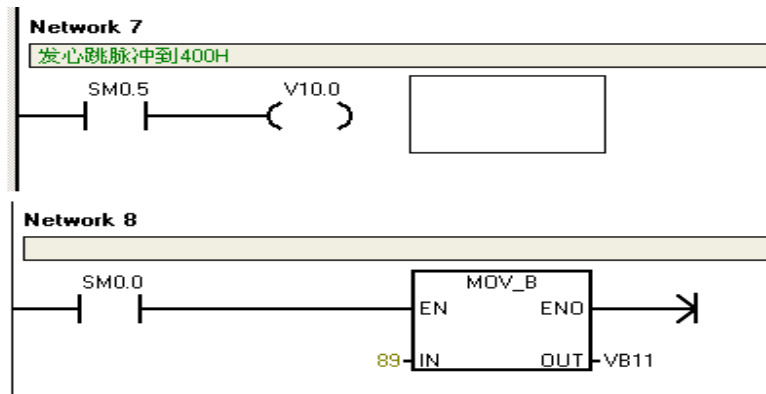 Network 7
发心跳脉冲到400H
SM0.5 V10.0
Network 8
SM0.0 MOV_B
EN ENO
89 IN OUT VB11